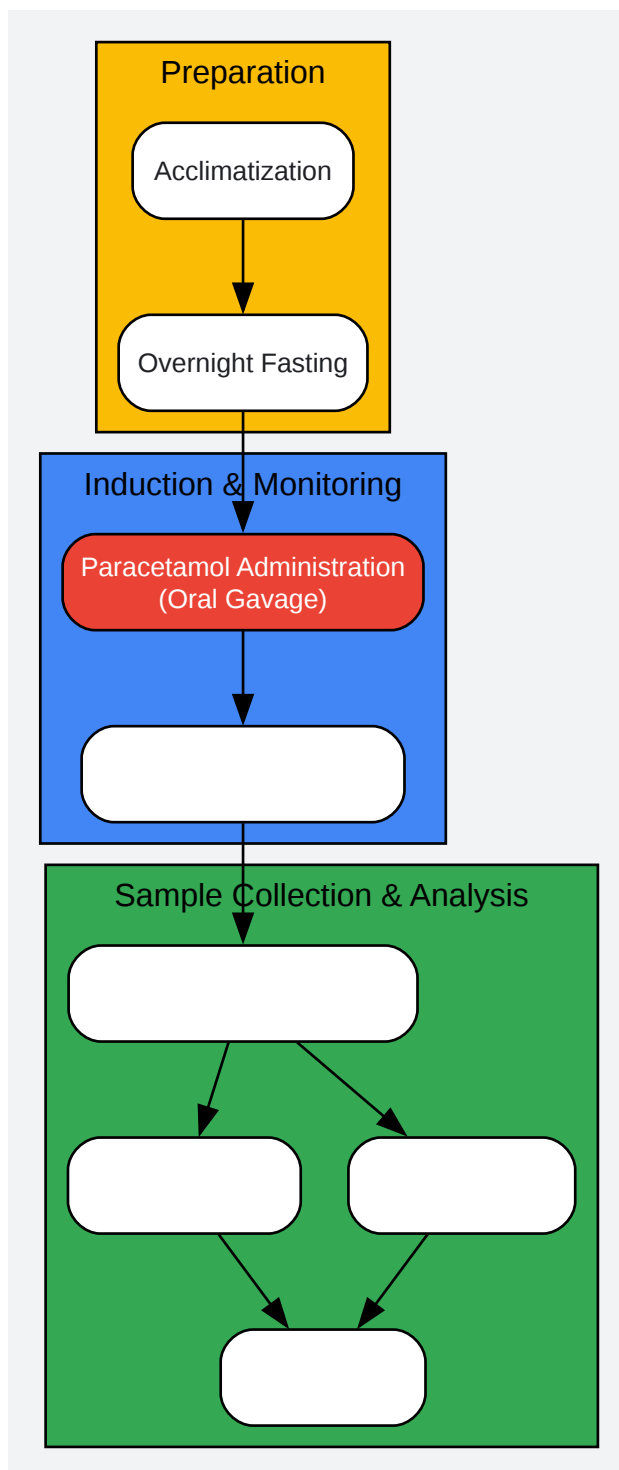 Preparation
Acclimatization
Overnight Fasting
Induction & Monitoring
Paracetamol Administration
(Oral Gavage)
Sample Collection & Analysis